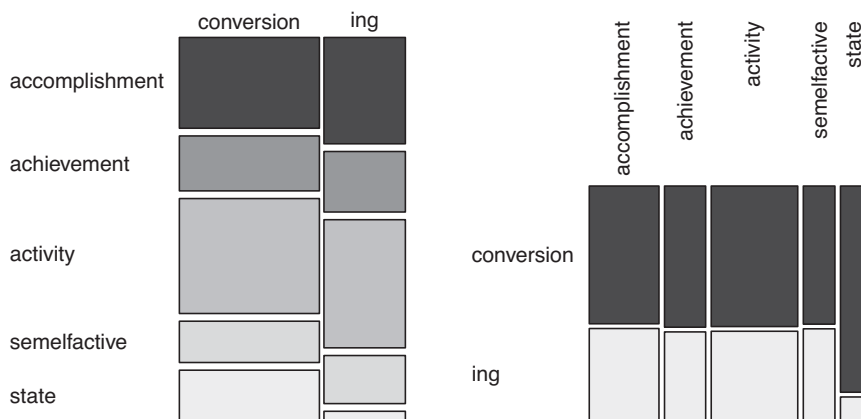 conversion ing
accomplishment
achievement
activity
semelfactive
state
accomplishment
achievement
activity
semelfactive
state
conversion
ing